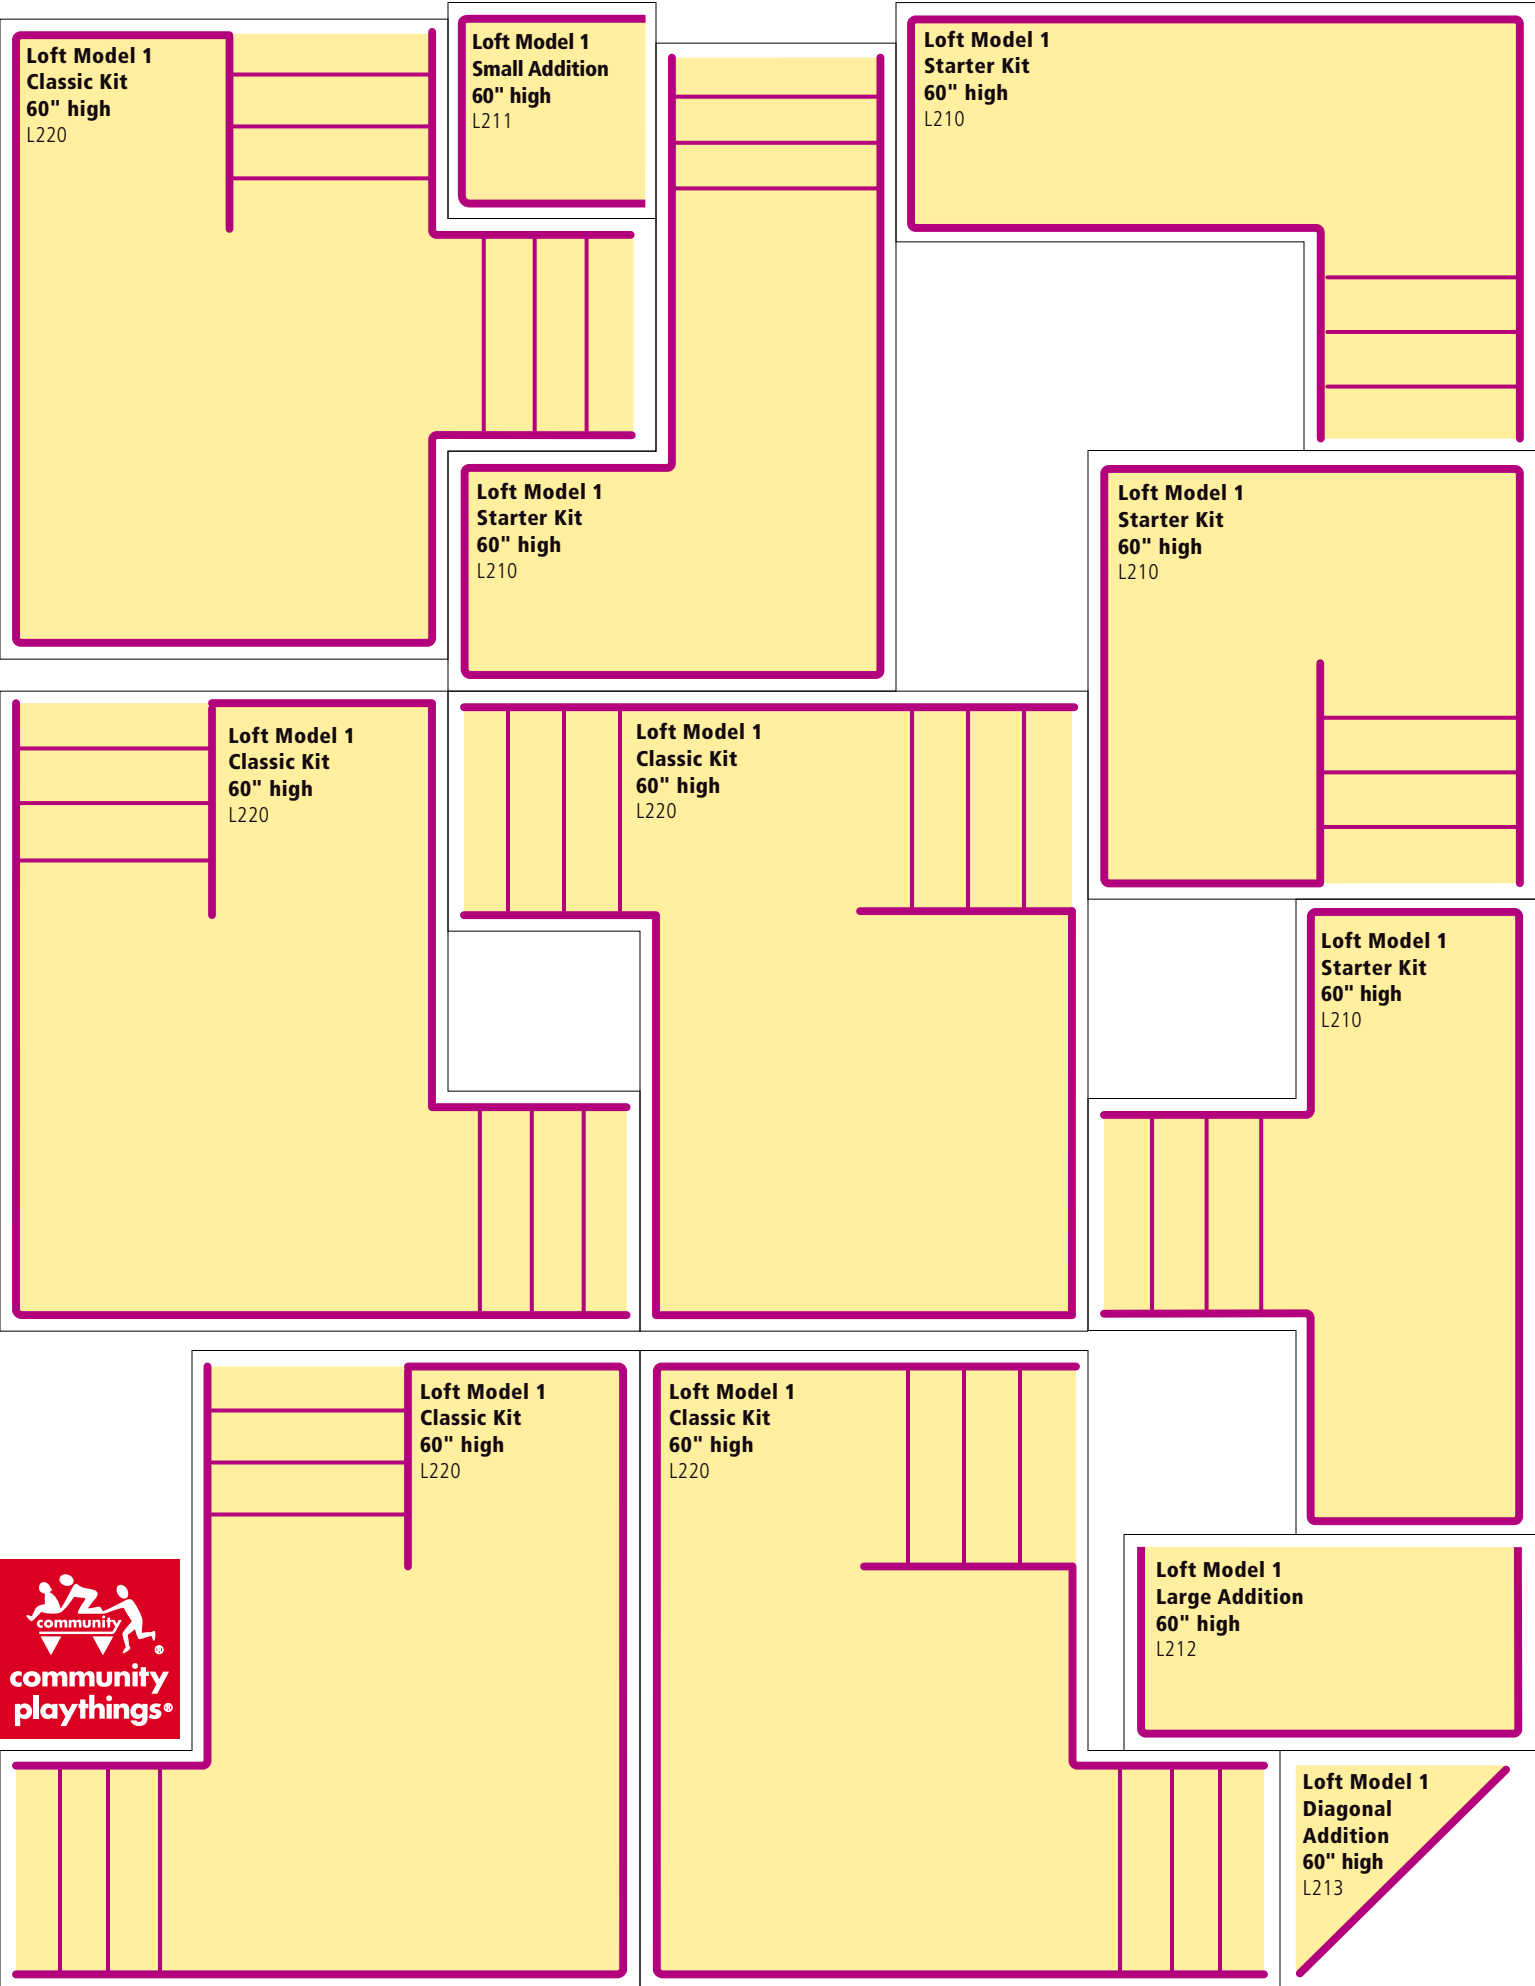 Loft Model 1
Classic Kit
60" high
L220
Loft Model 1
Small Addition
60" high
L211
Loft Model 1
Starter Kit
60" high
L210
Loft Model 1
Starter Kit
60" high
L210
Loft Model 1
Starter Kit
60" high
L210
Loft Model 1
Classic Kit
60" high
L220
Loft Model 1
Classic Kit
60" high
L220
Loft Model 1
Starter Kit
60" high
L210
Loft Model 1
Classic Kit
60" high
L220
Loft Model 1
Classic Kit
60" high
L220
Loft Model 1
Large Addition
60" high
L212
community
®
community
playthings®
Loft Model 1
Diagonal
Addition
60" high
L213